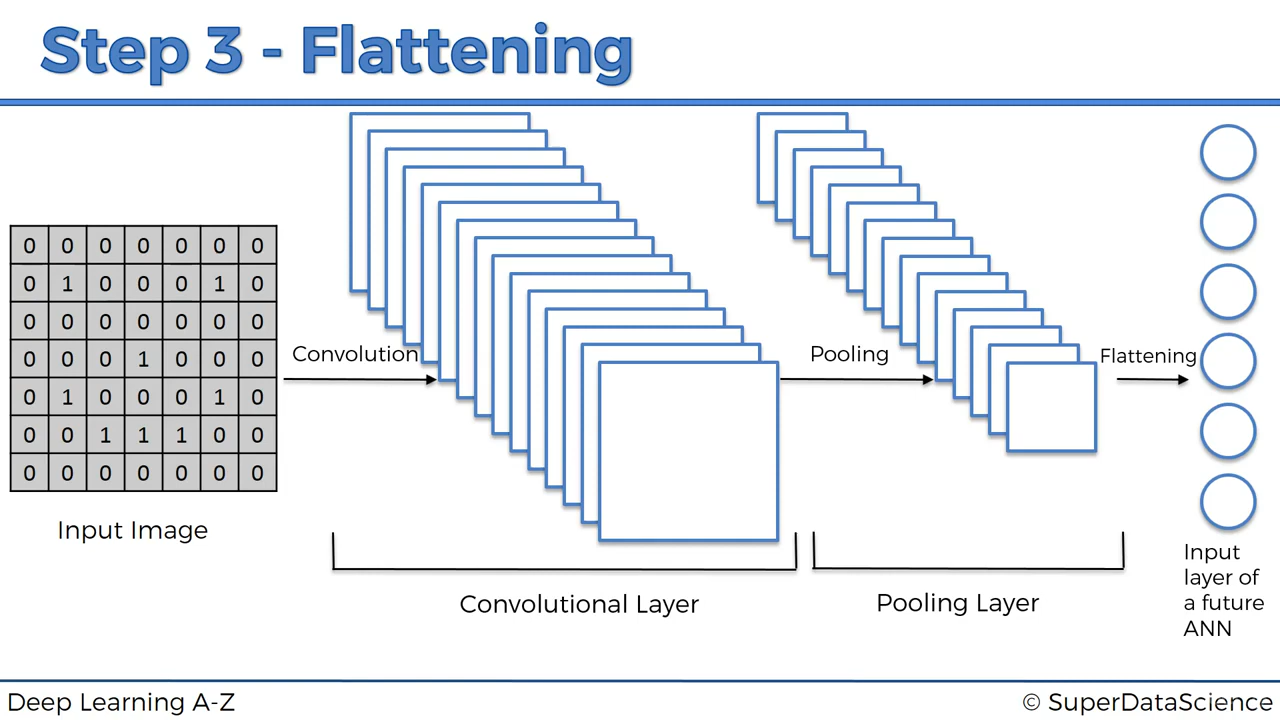 Step 3 - Flattening
0 0 0 0 0 0 0
0 1 0 0 0 1 0
0 0 0 0 0 0 0
0 0 0 1 0 0 0
0 1 0 0 0 1 0
0 0 1 1 1 0 0
0 0 0 0 0 0 0
Input Image
Convolution
Convolutional Layer
Pooling
Pooling Layer
Flattening
Input
layer of
a future
ANN
Deep Learning A-Z
© SuperDataScience